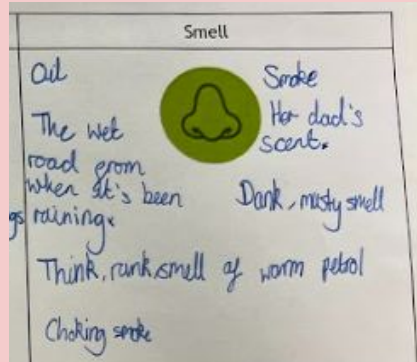 Smell
Oil
Smoke
The wet
road from
when it's been
raining.
Her dad's
scent.
Dank, musty smell
gs
Think, rank, smell of warm petrol
Choking smoke